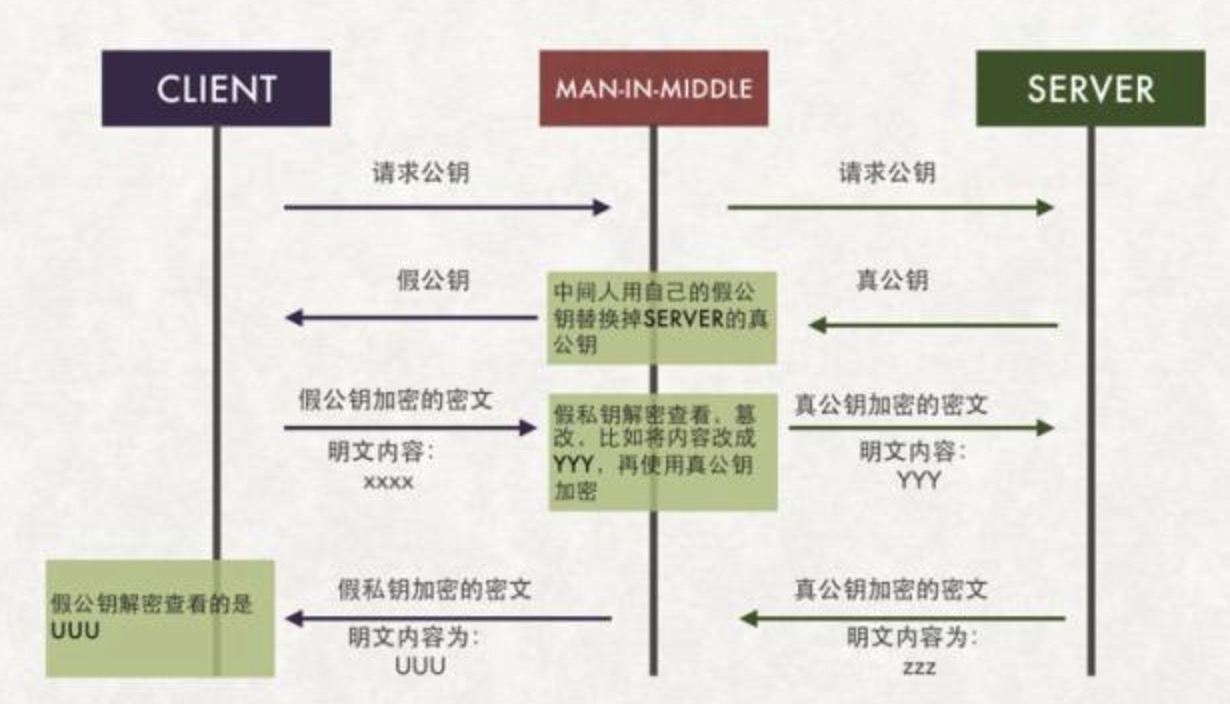 CLIENT
MAN-IN-MIDDLE
SERVER
请求公钥
请求公钥
假公钥
中间人用自己的假公
钥替换掉SERVER的真
公钥
真公钥
假公钥加密的密文
明文内容：
xxxx
假私钥解密查看，篡
改，比如将内容改成
YYY，再使用真公钥
加密
真公钥加密的密文
明文内容：
YYY
假公钥解密查看的是
UUU
假私钥加密的密文
明文内容为：
UUU
真公钥加密的密文
明文内容为：
zzz